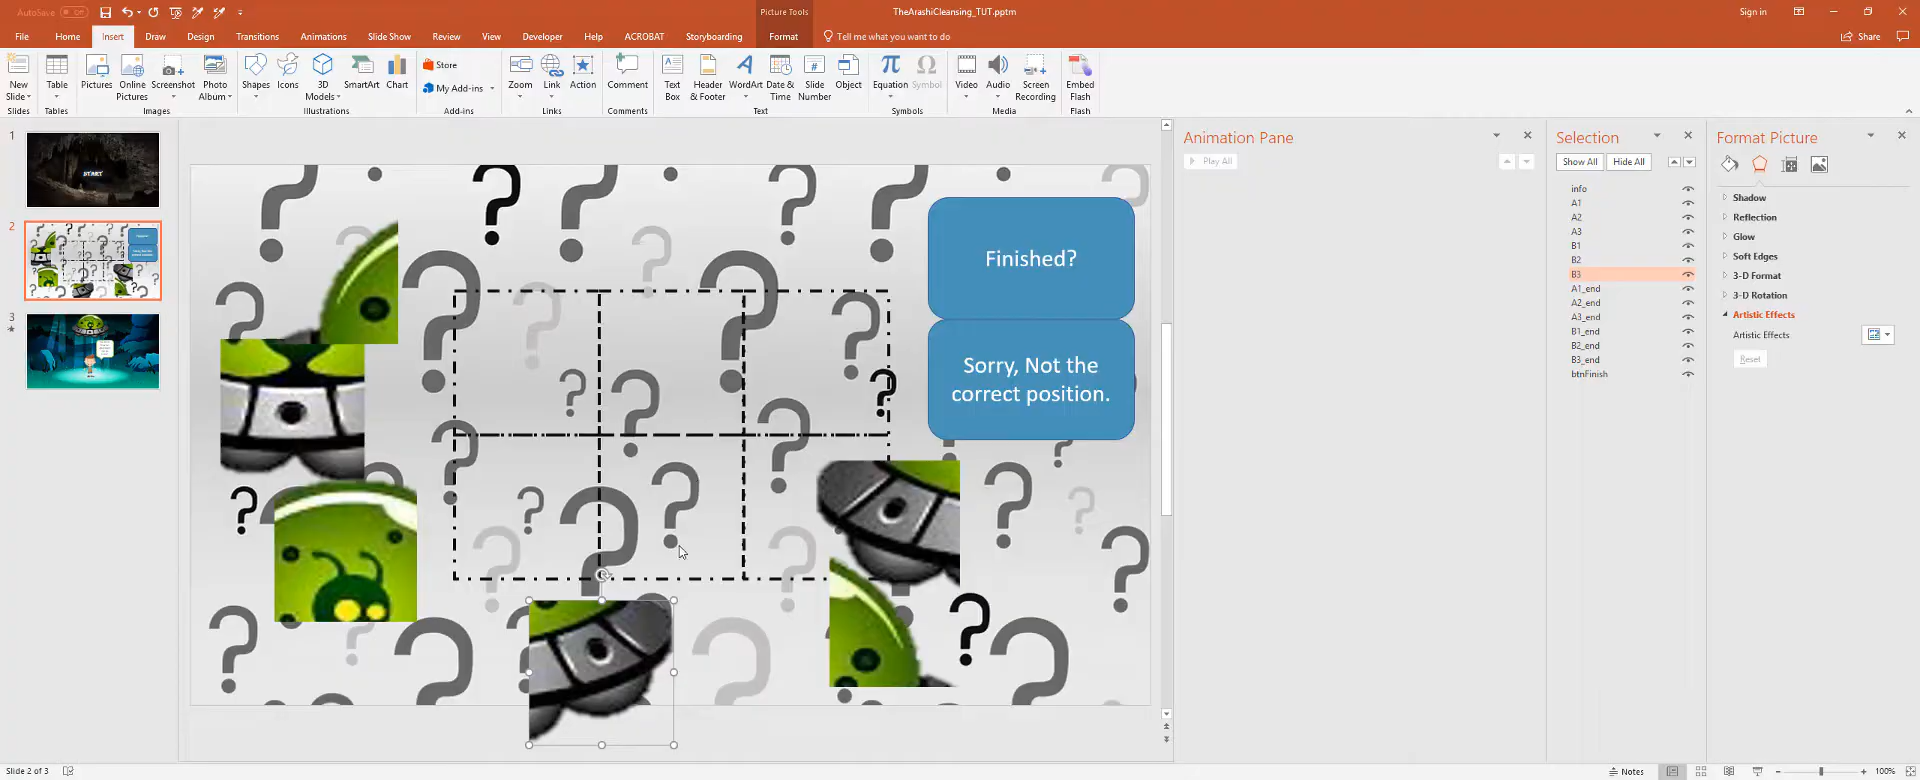 AutoSave Off
Picture Tools
TheArashiCleansing_TUT.pptm
Sign in
File Home Insert Draw Design Transitions Animations Slide Show Review View Developer Help ACROBAT Storyboarding Format Tell me what you want to do
Share
New Slide
Table
Pictures
Online Pictures
Screenshot
Photo Album
Shapes
Icons
3D Models
SmartArt
Chart
Store
My Add-ins
Zoom
Link
Action
Comment
Text Box
Header & Footer
WordArt
Date & Time
Slide Number
Object
Equation
Symbol
Video
Audio
Screen Recording
Embed Flash
Slides
Tables
Images
Illustrations
Add-ins
Links
Comments
Text
Symbols
Media
Flash
1
START
2
3
Finished?
Sorry, Not the
correct position.
Animation Pane
Play All
Selection
Show All
Hide All
info
A1
A2
A3
B1
B2
B3
A1_end
A2_end
A3_end
B1_end
B2_end
B3_end
btnFinish
Format Picture
Shadow
Reflection
Glow
Soft Edges
3-D Format
3-D Rotation
Artistic Effects
Artistic Effects
Reset
Slide 2 of 3
Notes
100%